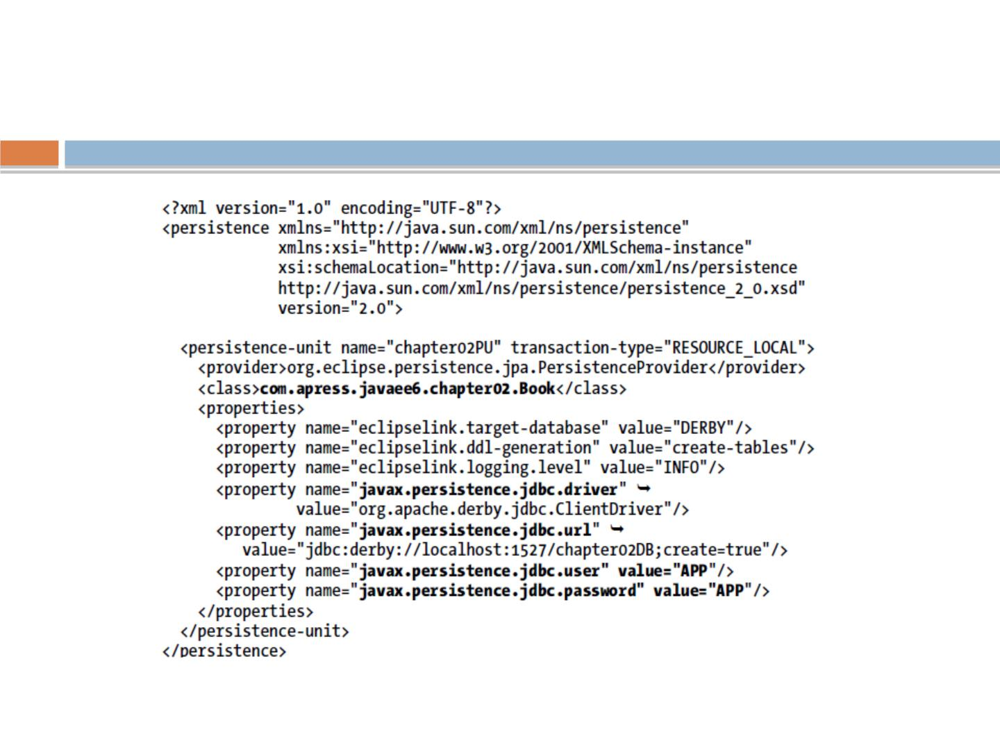 <?xml version="1.0" encoding="UTF-8"?>
<persistence xmlns="http://java.sun.com/xml/ns/persistence"
xmlns:xsi="http://www.w3.org/2001/XMLSchema-instance"
xsi:schemaLocation="http://java.sun.com/xml/ns/persistence
http://java.sun.com/xml/ns/persistence/persistence_2_0.xsd"
version="2.0">
<persistence-unit name="chapter02PU" transaction-type="RESOURCE_LOCAL">
<provider>org.eclipse.persistence.jpa.PersistenceProvider</provider>
<class>com.apress.javaee6.chapter02.Book</class>
<properties>
<property name="eclipselink.target-database" value="DERBY"/>
<property name="eclipselink.ddl-generation" value="create-tables"/>
<property name="eclipselink.logging.level" value="INFO"/>
<property name="javax.persistence.jdbc.driver" ➥
value="org.apache.derby.jdbc.ClientDriver"/>
<property name="javax.persistence.jdbc.url" ➥
value="jdbc:derby://localhost:1527/chapter02DB;create=true"/>
<property name="javax.persistence.jdbc.user" value="APP"/>
<property name="javax.persistence.jdbc.password" value="APP"/>
</properties>
</persistence-unit>
</persistence>